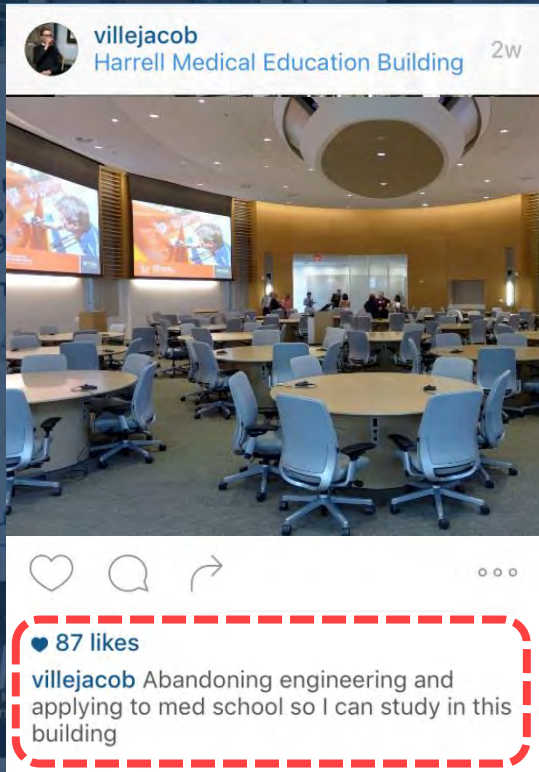 villejacob
Harrell Medical Education Building
2w
87 likes
villejacob Abandoning engineering and
applying to med school so I can study in this
building